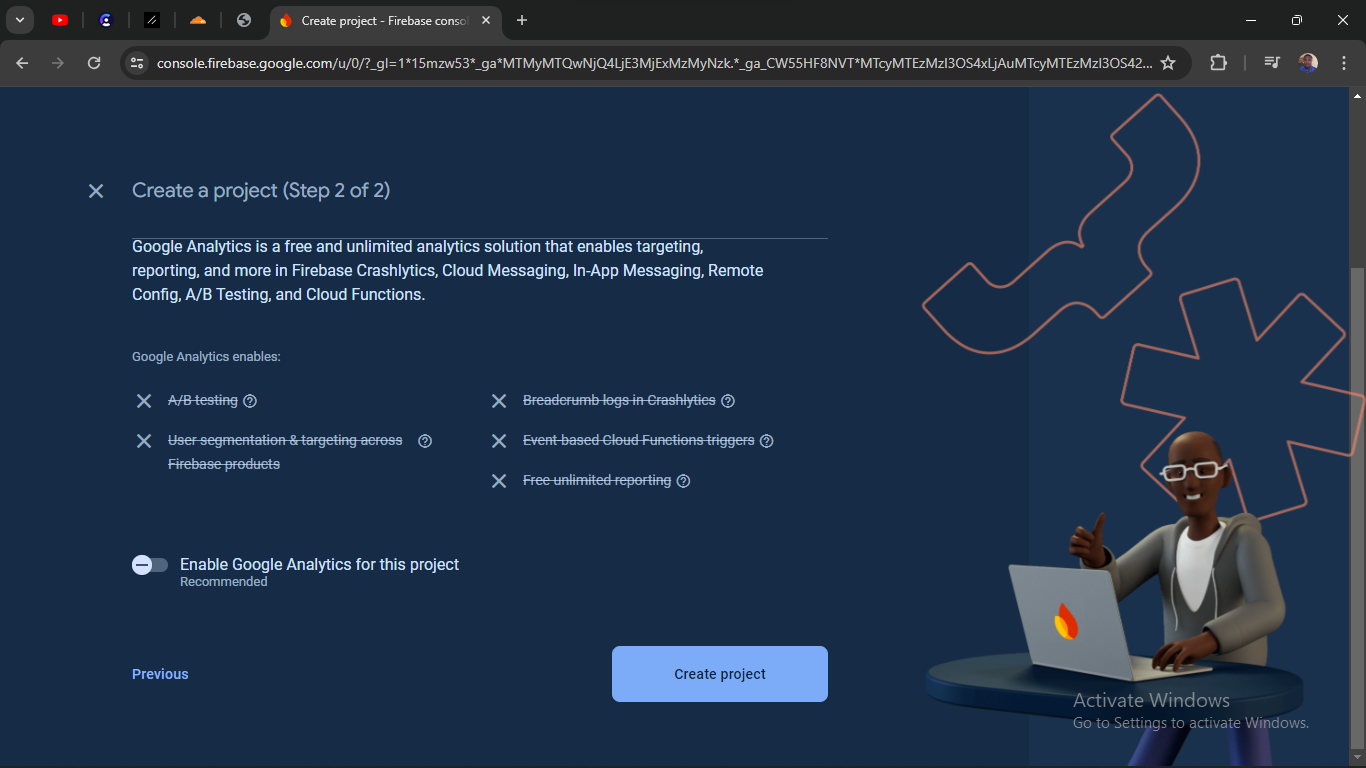 Create project - Firebase consol
console.firebase.google.com/u/0/?_gl=1*15mzw53*_ga*MTMyMTQwNjQ4LjE3MjExMzMyNzk.*_ga_CW55HF8NVT*MTcyMTEzMzI3OS4xLjAuMTcyMTEzMzI3OS42...
Create a project (Step 2 of 2)
Google Analytics is a free and unlimited analytics solution that enables targeting,
reporting, and more in Firebase Crashlytics, Cloud Messaging, In-App Messaging, Remote
Config, A/B Testing, and Cloud Functions.
Google Analytics enables:
A/B testing
Breadcrumb logs in Crashlytics
User segmentation & targeting across
Firebase products
Event-based Cloud Functions triggers
Free unlimited reporting
Enable Google Analytics for this project
Recommended
Previous
Create project
Activate Windows
Go to Settings to activate Windows.